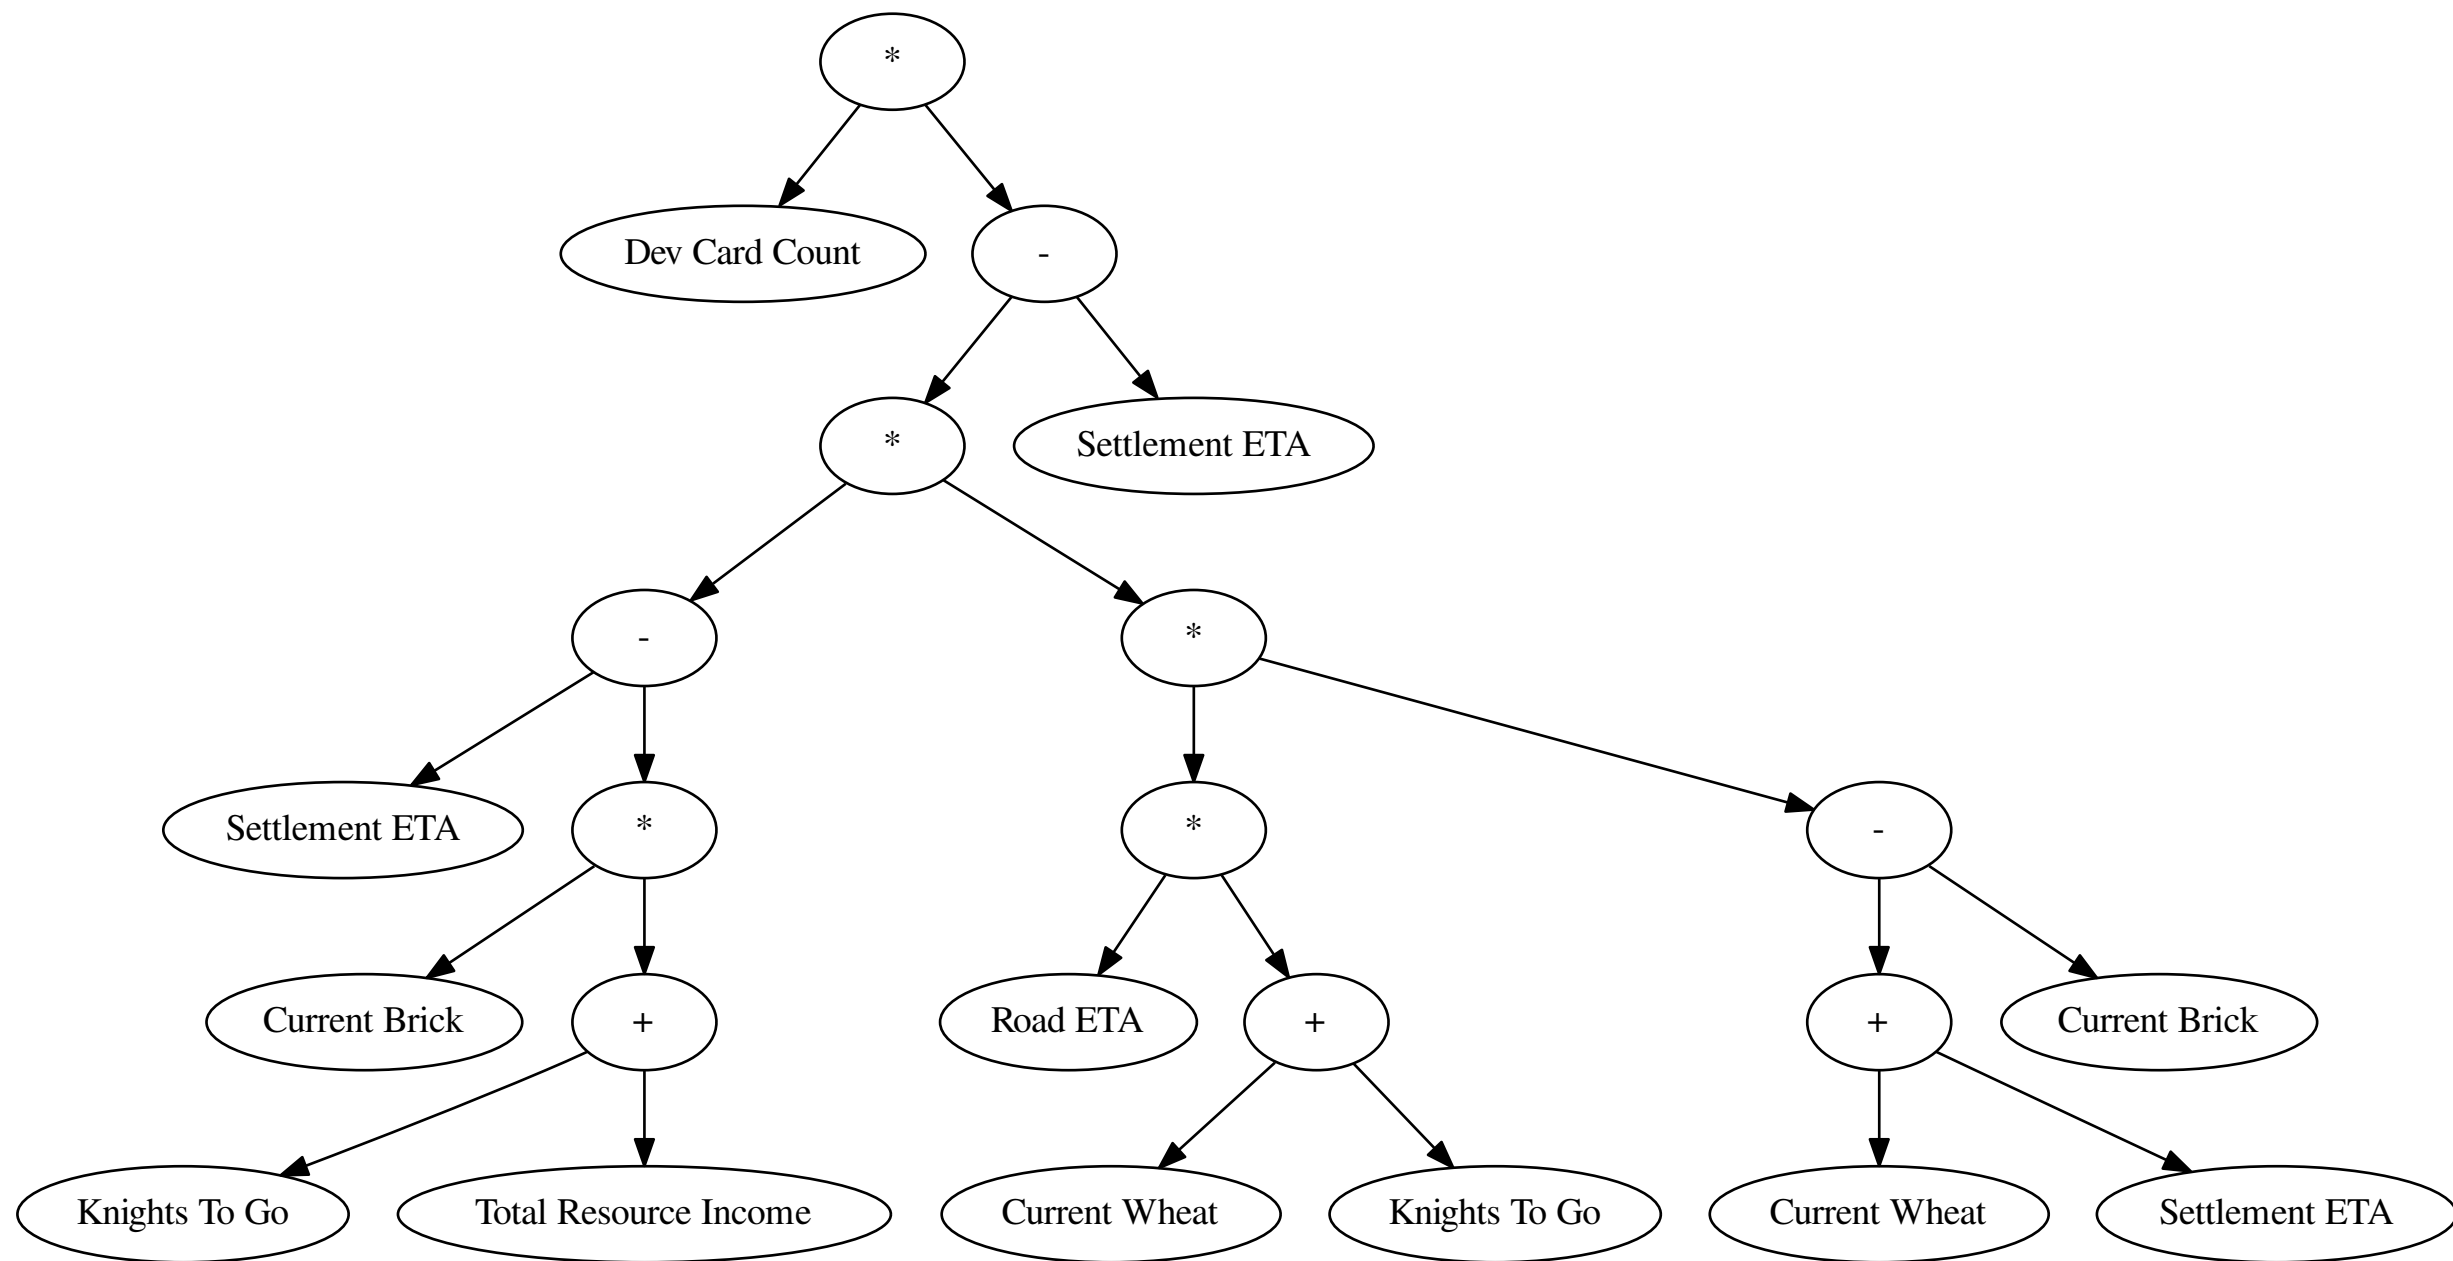 *
Dev Card Count
-
*
Settlement ETA
-
*
Settlement ETA
*
*
-
Current Brick
+
Road ETA
+
+
Current Brick
Knights To Go
Total Resource Income
Current Wheat
Knights To Go
Current Wheat
Settlement ETA